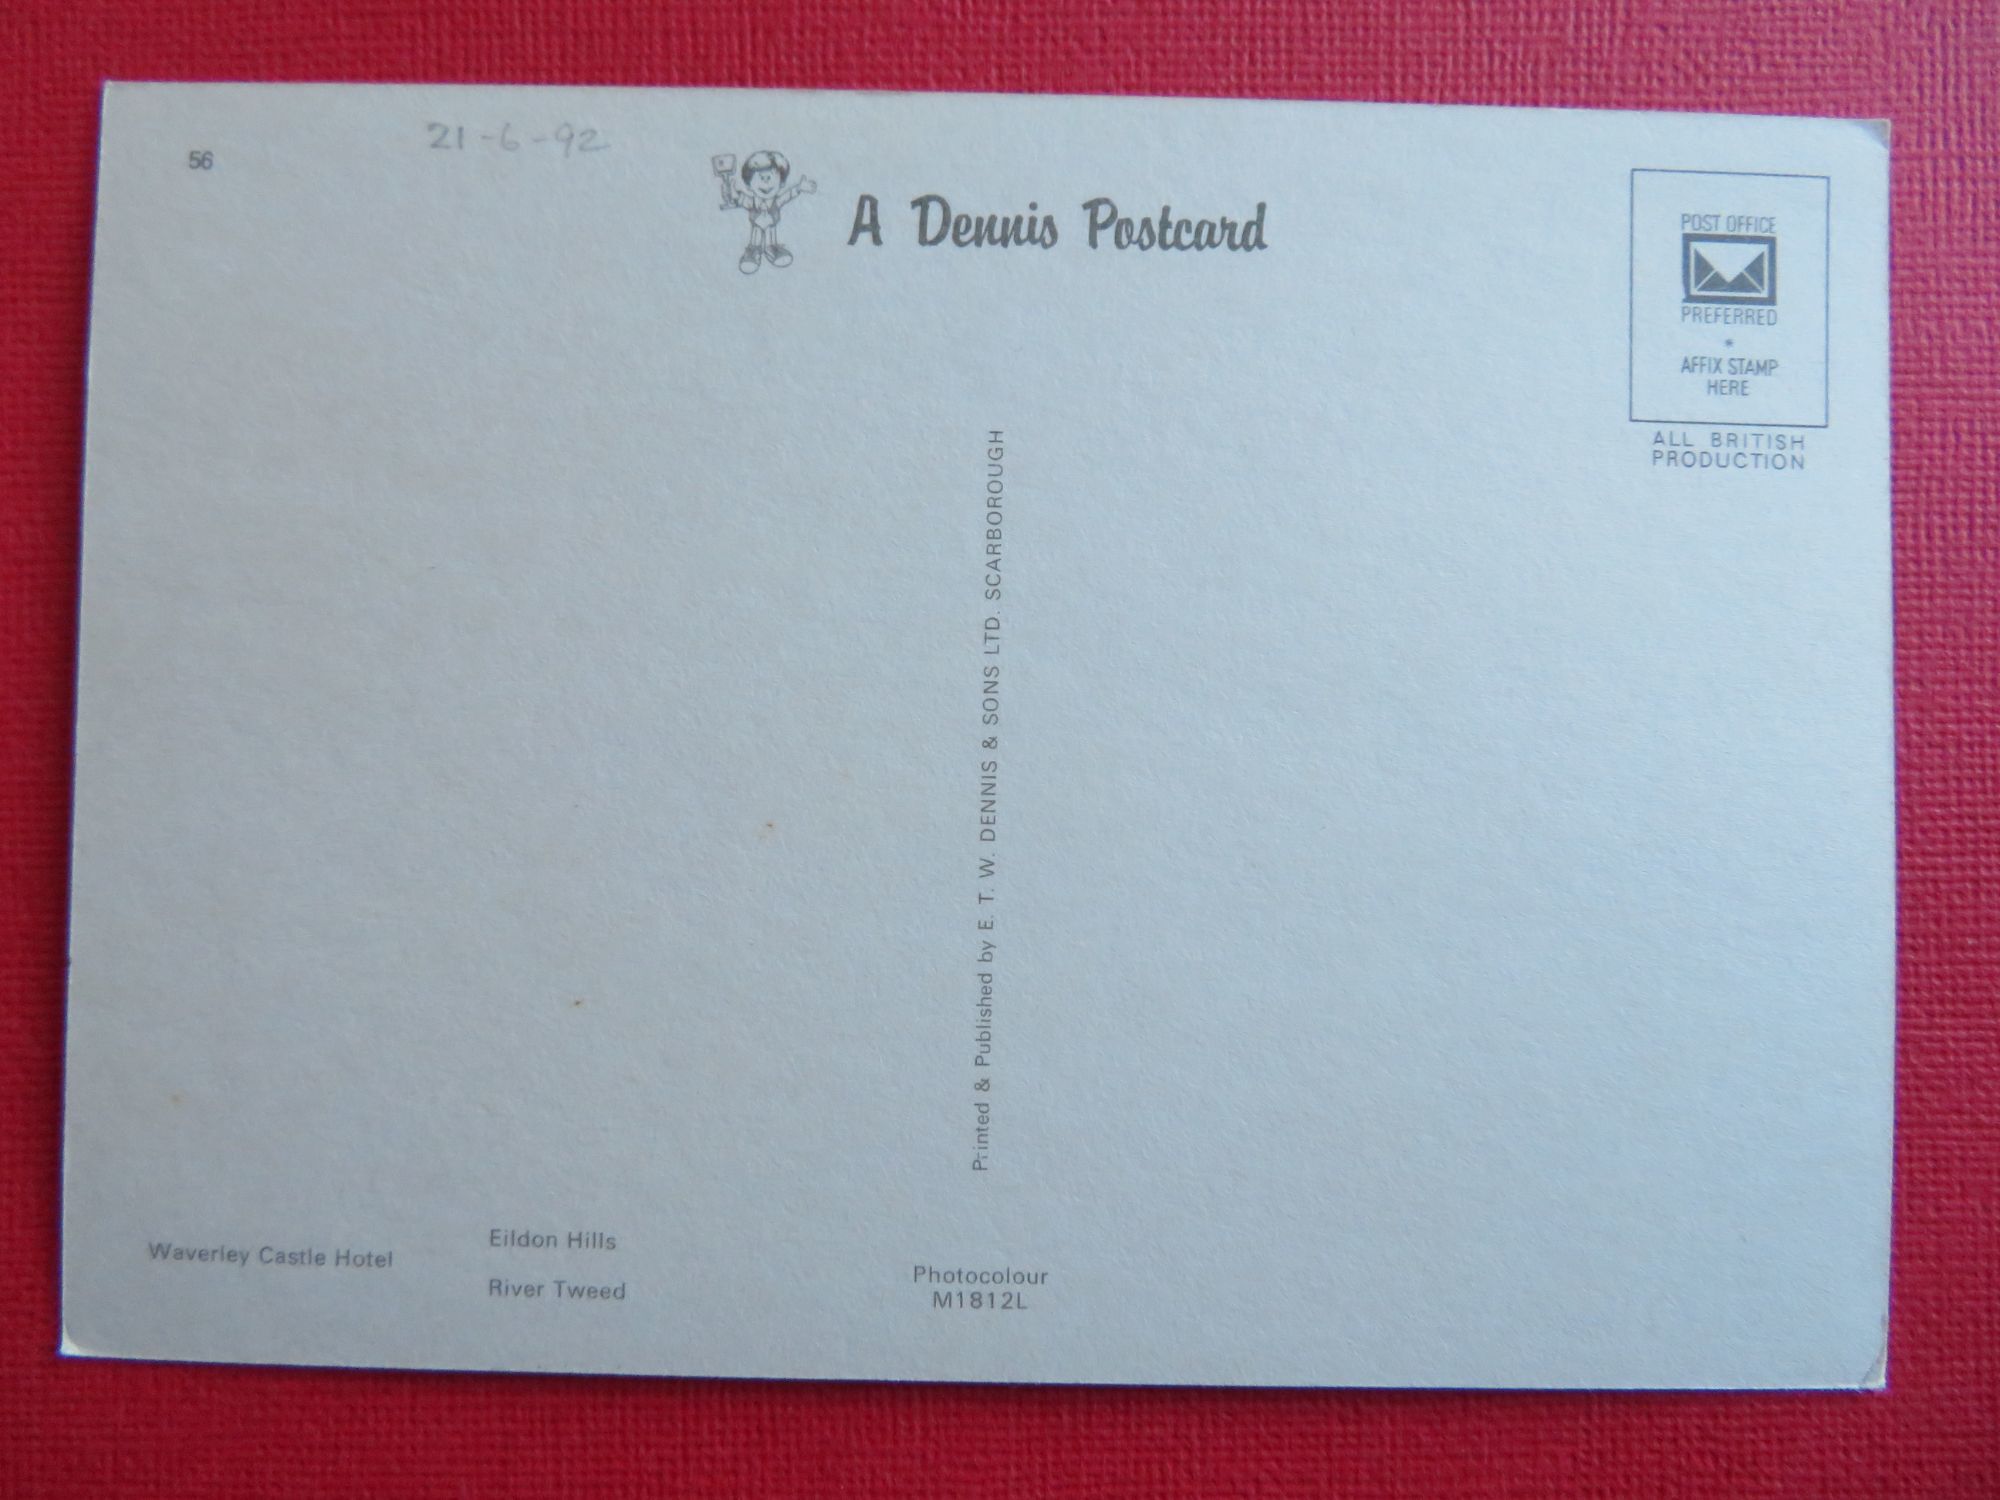 56
21-6-92
A Dennis Postcard
POST OFFICE
PREFERRED
*
AFFIX STAMP
HERE
ALL BRITISH
PRODUCTION
Printed & Published by E. T. W. DENNIS & SONS LTD. SCARBOROUGH
Waverley Castle Hotel
Eildon Hills
River Tweed
Photocolour
M1812L